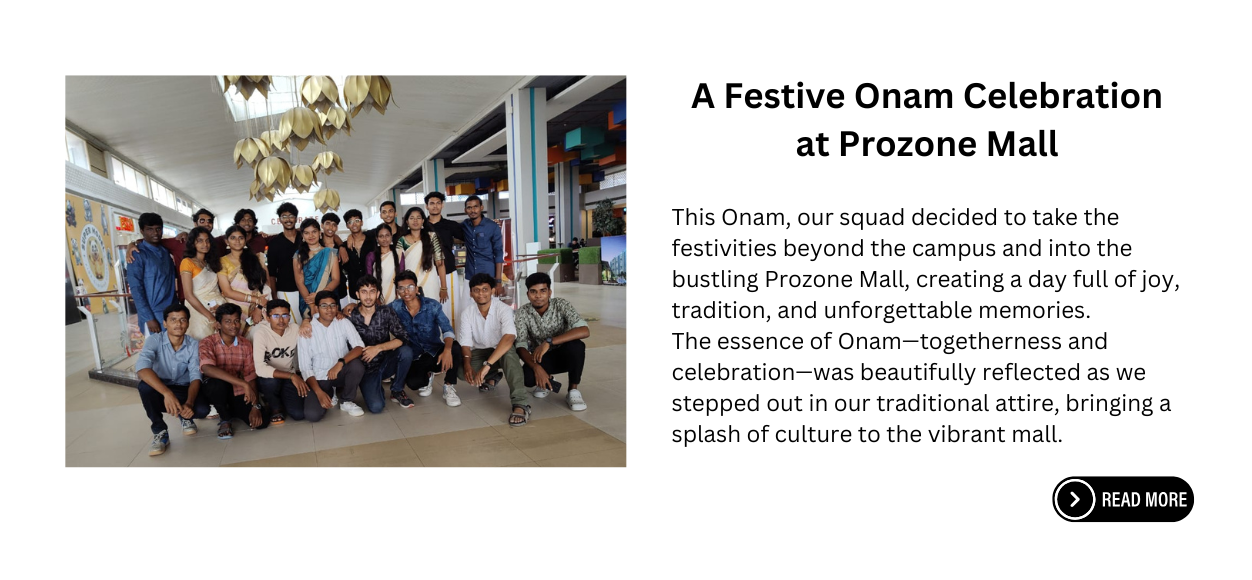 A Festive Onam Celebration
at Prozone Mall
This Onam, our squad decided to take the
festivities beyond the campus and into the
bustling Prozone Mall, creating a day full of joy,
tradition, and unforgettable memories.
The essence of Onam—togetherness and
celebration—was beautifully reflected as we
stepped out in our traditional attire, bringing a
splash of culture to the vibrant mall.
READ MORE